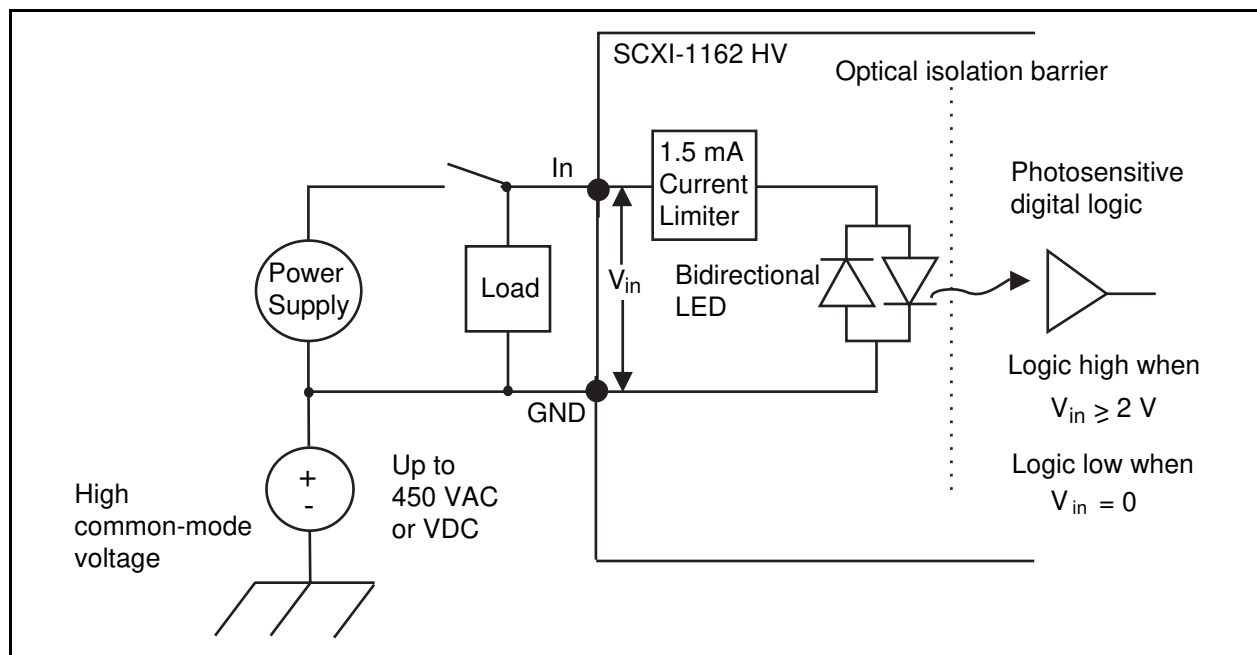 SCXI-1162 HV
Optical isolation barrier
In
1.5 mA
Current
Limiter
Photosensitive
digital logic
Power
Supply
Load
Vin
Bidirectional
LED
Logic high when
Vin ≥ 2 V
GND
Logic low when
Vin = 0
High
common-mode
voltage
+
-
Up to
450 VAC
or VDC